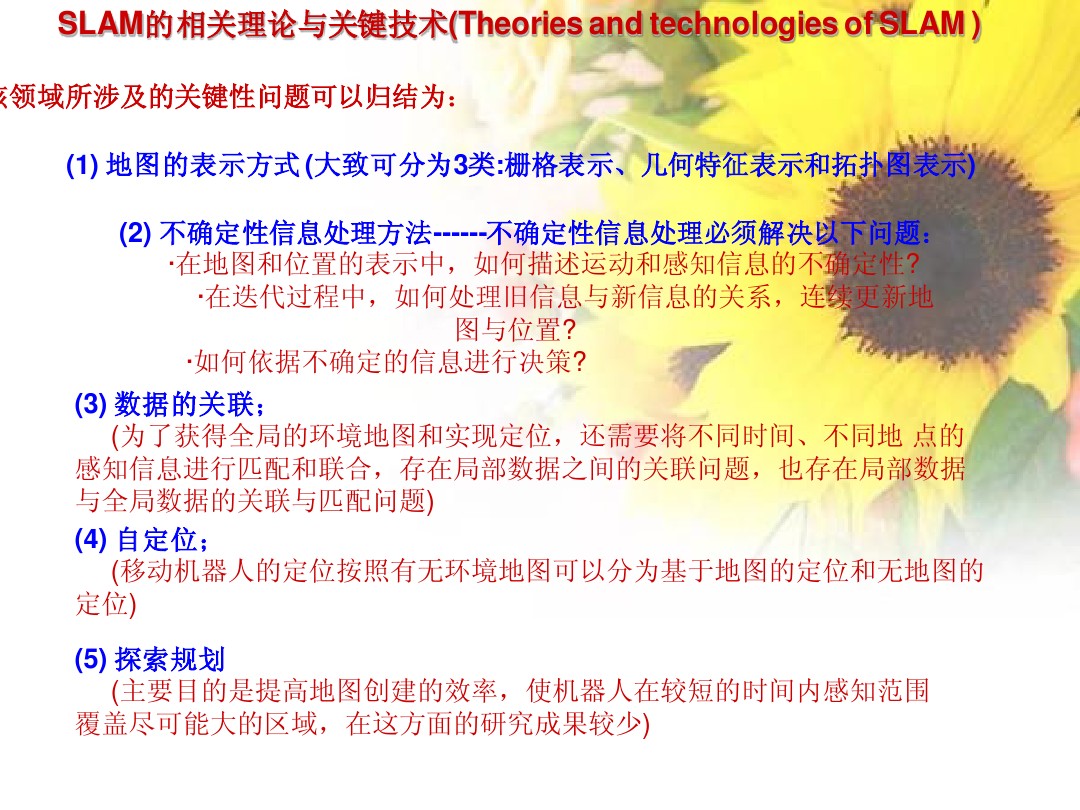 SLAM的相关理论与关键技术(Theories and technologies of SLAM )
该领域所涉及的关键性问题可以归结为：
(1) 地图的表示方式 (大致可分为3类:栅格表示、几何特征表示和拓扑图表示)
(2) 不确定性信息处理方法------不确定性信息处理必须解决以下问题：
·在地图和位置的表示中，如何描述运动和感知信息的不确定性?
·在迭代过程中，如何处理旧信息与新信息的关系，连续更新地
图与位置?
·如何依据不确定的信息进行决策?
(3) 数据的关联；
(为了获得全局的环境地图和实现定位，还需要将不同时间、不同地 点的
感知信息进行匹配和联合，存在局部数据之间的关联问题，也存在局部数据
与全局数据的关联与匹配问题)
(4) 自定位；
(移动机器人的定位按照有无环境地图可以分为基于地图的定位和无地图的
定位)
(5) 探索规划
(主要目的是提高地图创建的效率，使机器人在较短的时间内感知范围
覆盖尽可能大的区域，在这方面的研究成果较少)